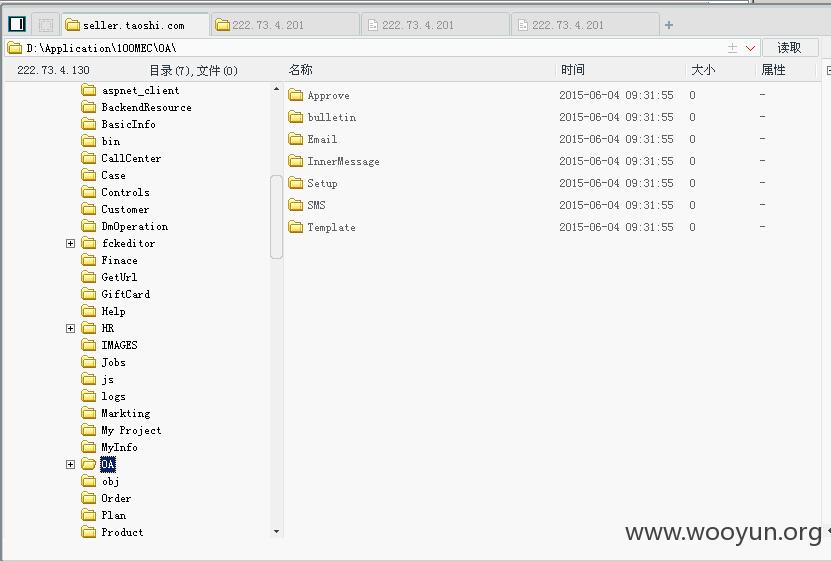 seller.taoshi.com 222.73.4.201 222.73.4.201 222.73.4.201
D:\Application\100MEC\OA\ 读取
222.73.4.130 目录(7),文件(0) 名称 时间 大小 属性
aspnet_client
BackendResource
BasicInfo
bin
CallCenter
Case
Controls
Customer
DmOperation
fckeditor
Finace
GetUrl
GiftCard
Help
HR
IMAGES
Jobs
js
logs
Markting
My Project
MyInfo
OA
obj
Order
Plan
Product
Approve 2015-06-04 09:31:55 0 -
bulletin 2015-06-04 09:31:55 0 -
Email 2015-06-04 09:31:55 0 -
InnerMessage 2015-06-04 09:31:55 0 -
Setup 2015-06-04 09:31:55 0 -
SMS 2015-06-04 09:31:55 0 -
Template 2015-06-04 09:31:55 0 -
www.wooyun.org